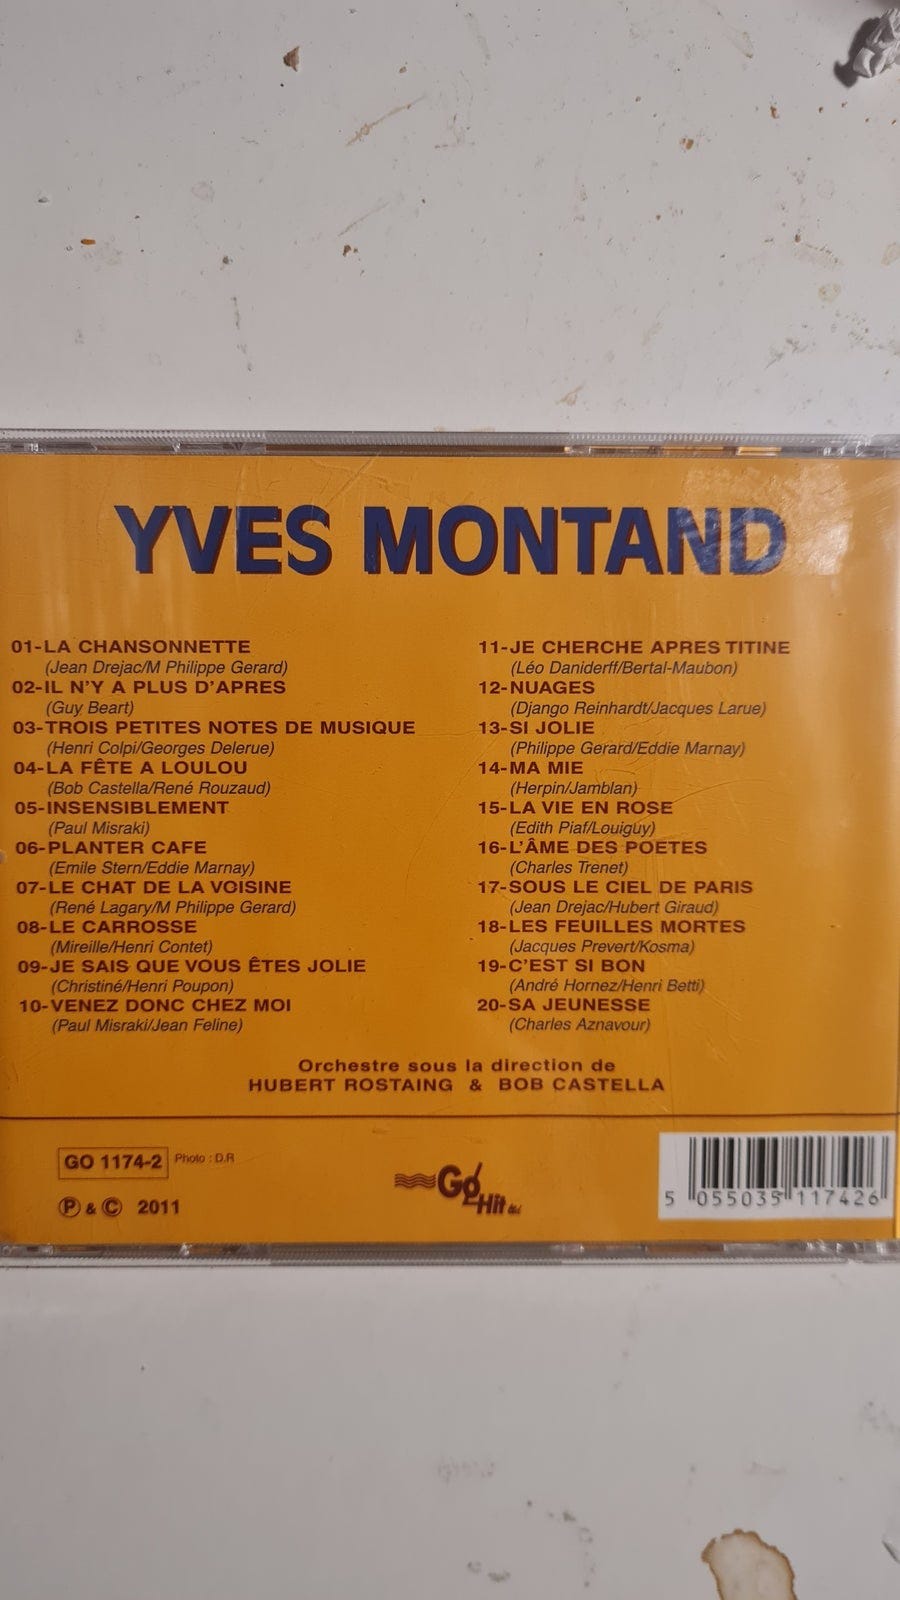 YVES MONTAND
01-LA CHANSONNETTE
(Jean Drejac/M Philippe Gerard)
02-IL N'Y A PLUS D'APRES
(Guy Beart)
03-TROIS PETITES NOTES DE MUSIQUE
(Henri Colpi/Georges Delerue)
04-LA FÊTE A LOULOU
(Bob Castella/René Rouzaud)
05-INSENSIBLEMENT
(Paul Misraki)
06-PLANTER CAFE
(Emile Stern/Eddie Marnay)
07-LE CHAT DE LA VOISINE
(René Lagary/M Philippe Gerard)
08-LE CARROSSE
(Mireille/Henri Contet)
09-JE SAIS QUE VOUS ÊTES JOLIE
(Christiné/Henri Poupon)
10-VENEZ DONC CHEZ MOI
(Paul Misraki/Jean Feline)
11-JE CHERCHE APRES TITINE
(Léo Daniderff/Bertal-Maubon)
12-NUAGES
(Django Reinhardt/Jacques Larue)
13-SI JOLIE
(Philippe Gerard/Eddie Marnay)
14-MA MIE
(Herpin/Jamblan)
15-LA VIE EN ROSE
(Edith Piaf/Louiguy)
16-L'ÂME DES POETES
(Charles Trenet)
17-SOUS LE CIEL DE PARIS
(Jean Drejac/Hubert Giraud)
18-LES FEUILLES MORTES
(Jacques Prevert/Kosma)
19-C'EST SI BON
(André Hornez/Henri Betti)
20-SA JEUNESSE
(Charles Aznavour)
Orchestre sous la direction de
HUBERT ROSTAING & BOB CASTELLA
GO 1174-2 Photo : D.R
Ⓟ & © 2011
Go Hit
5 055035 117426